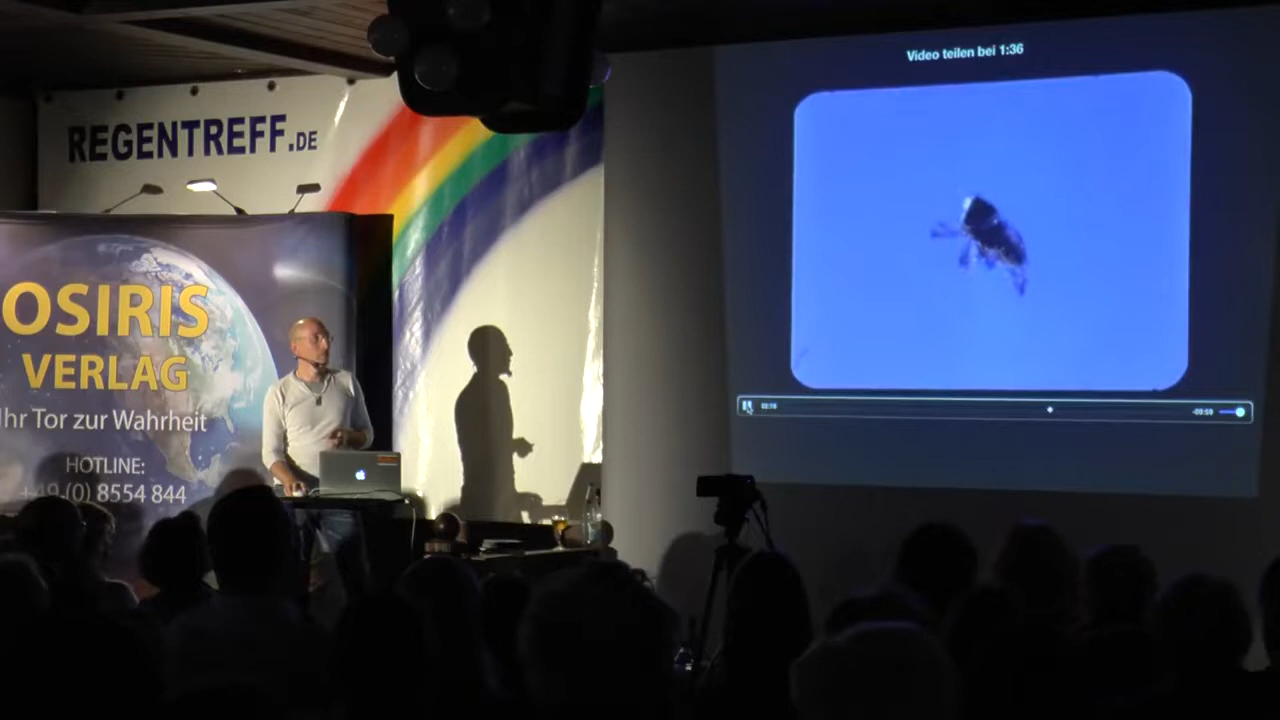 REGENTREFF.DE
OSIRIS
VERLAG
Ihr Tor zur Wahrheit
HOTLINE:
+49-(0) 8554 844
Video teilen bei 1:36